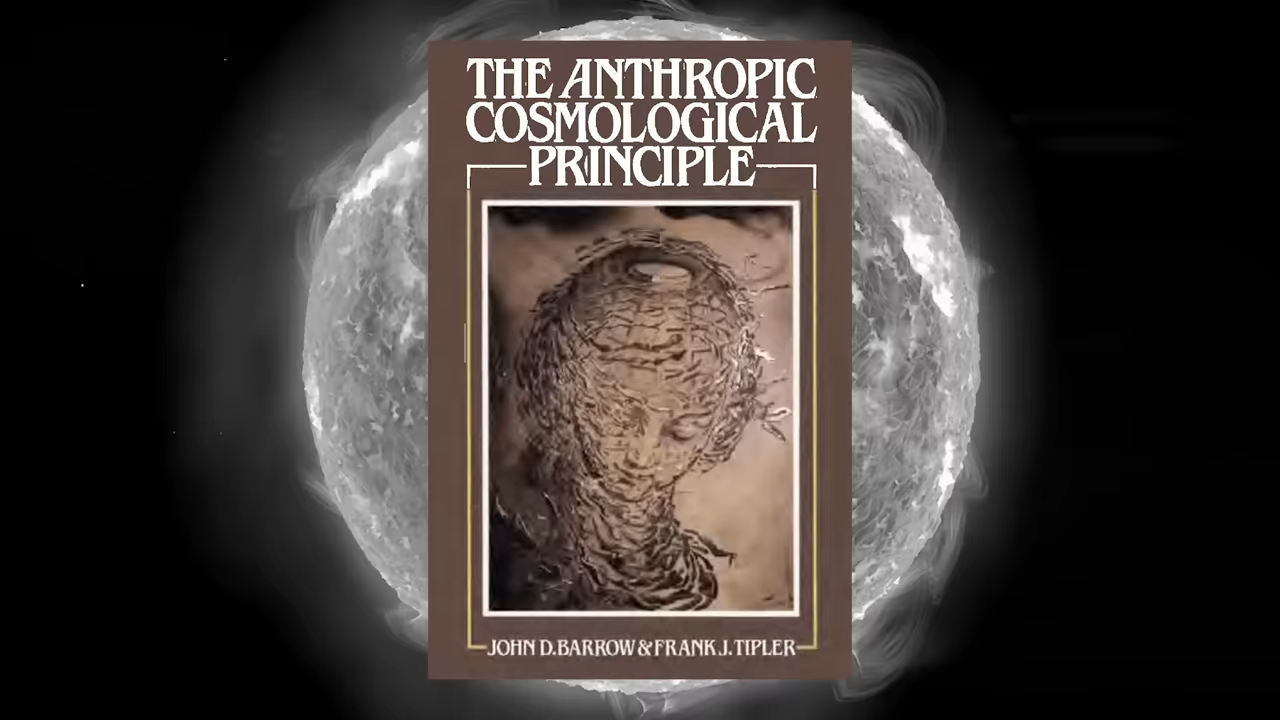 THE ANTHROPIC
COSMOLOGICAL
PRINCIPLE
JOHN D. BARROW & FRANK J. TIPLER